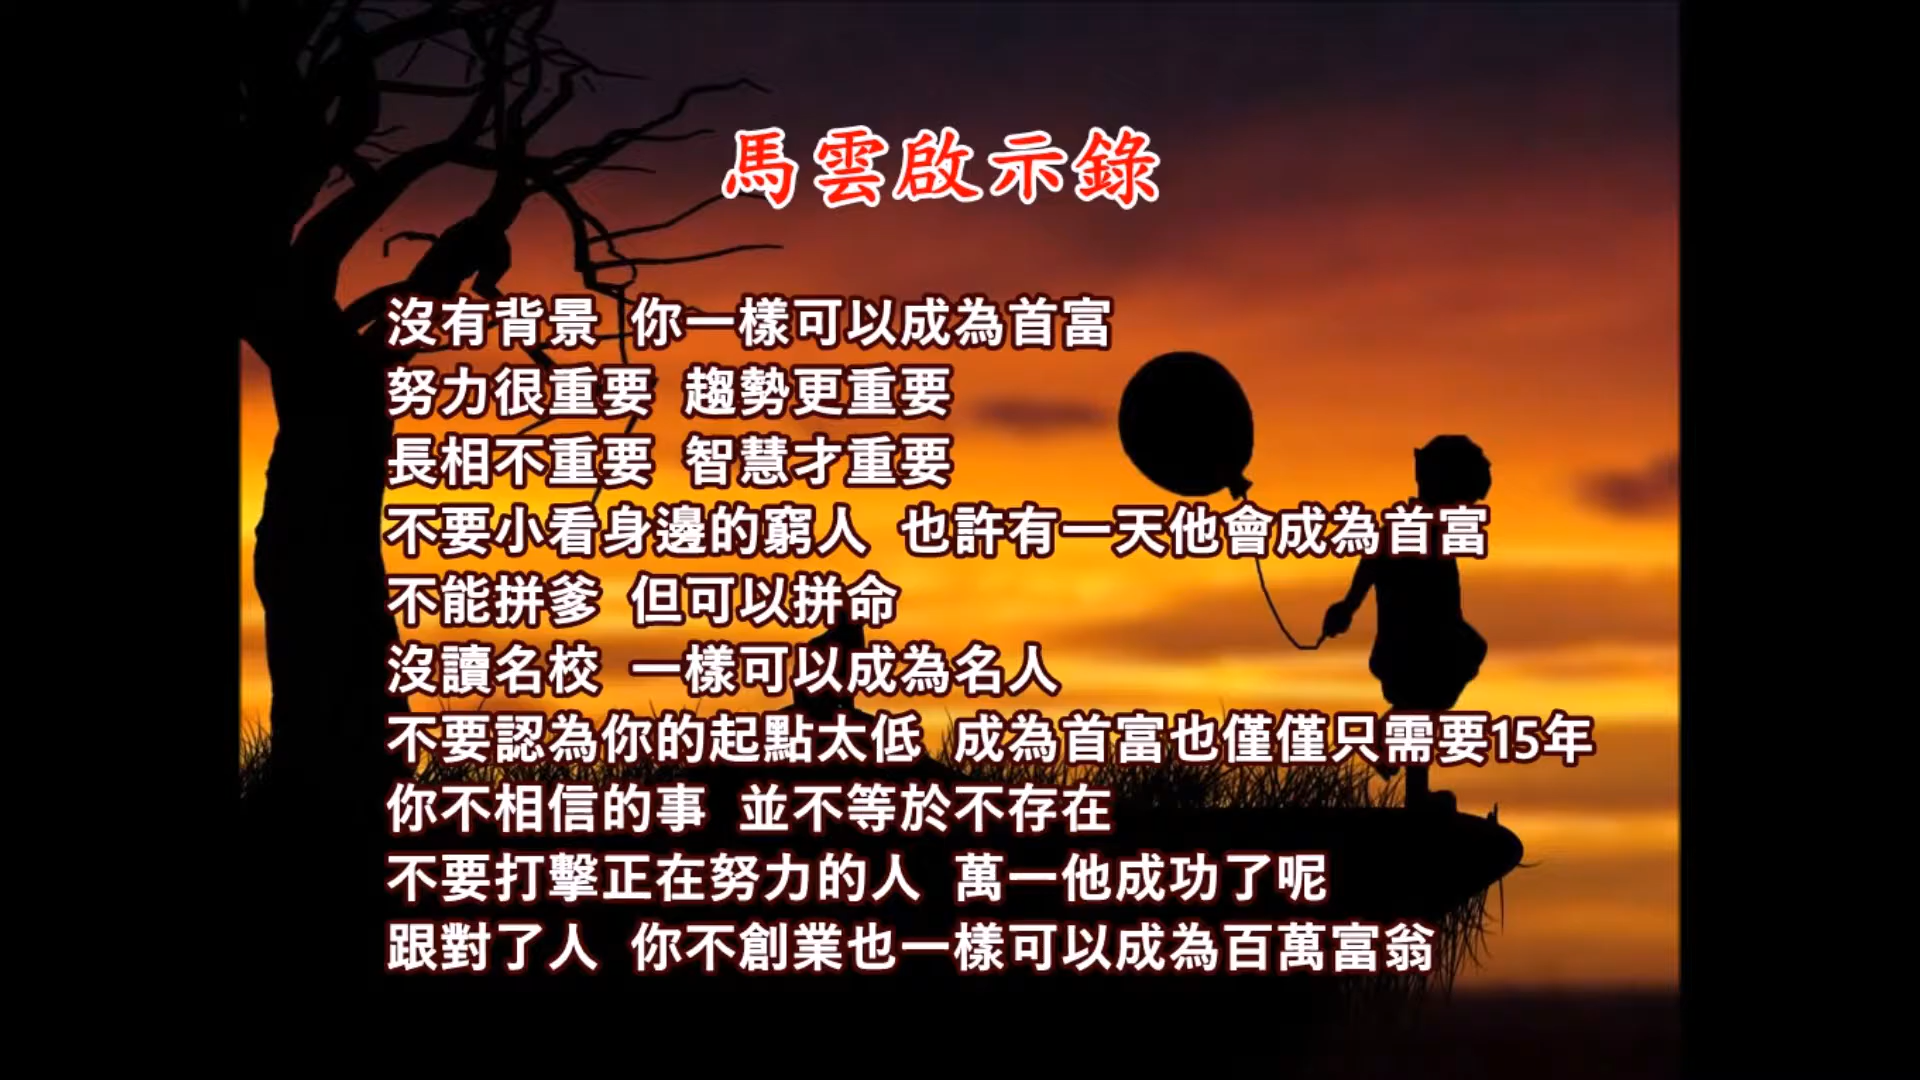 馬雲啟示錄
沒有背景 你一樣可以成為首富
努力很重要 趨勢更重要
長相不重要 智慧才重要
不要小看身邊的窮人 也許有一天他會成為首富
不能拼爹 但可以拼命
沒讀名校 一樣可以成為名人
不要認為你的起點太低 成為首富也僅僅只需要15年
你不相信的事 並不等於不存在
不要打擊正在努力的人 萬一他成功了呢
跟對了人 你不創業也一樣可以成為百萬富翁